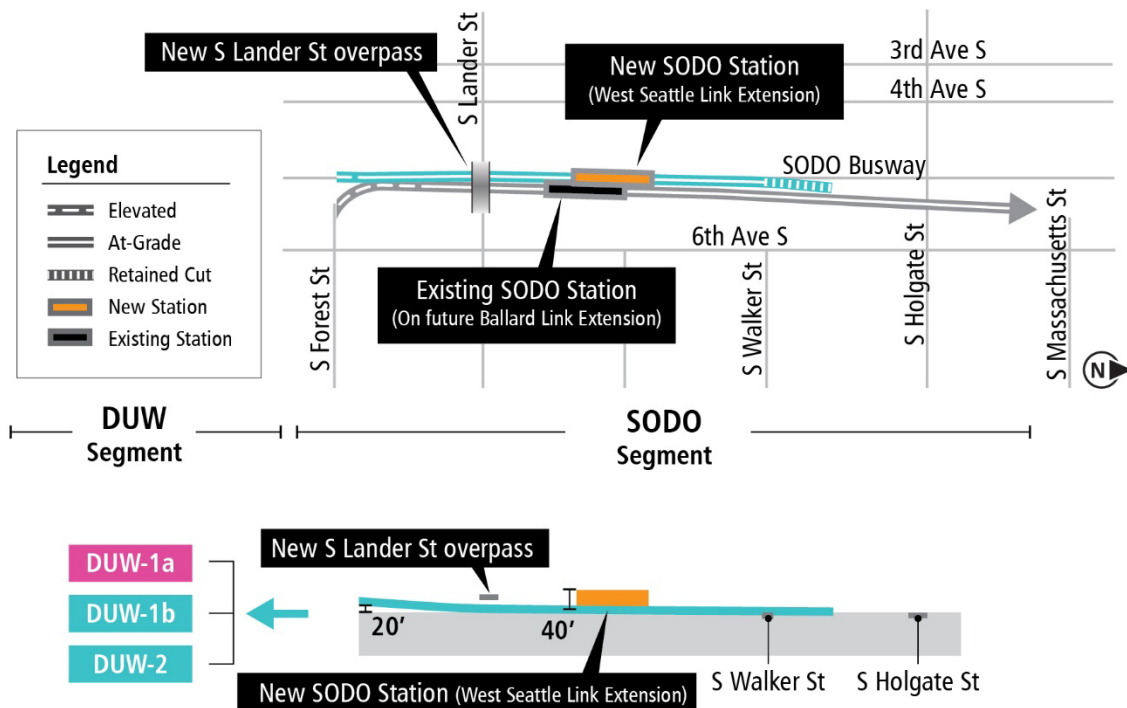 New S Lander St overpass
S Lander St
New SODO Station
(West Seattle Link Extension)
3rd Ave S
4th Ave S
SODO Busway
6th Ave S
Legend
Elevated
At-Grade
Retained Cut
New Station
Existing Station
S Forest St
Existing SODO Station
(On future Ballard Link Extension)
S Walker St
S Holgate St
S Massachusetts St
N
DUW
Segment
SODO
Segment
DUW-1a
DUW-1b
DUW-2
New S Lander St overpass
20’
40’
New SODO Station (West Seattle Link Extension)
S Walker St
S Holgate St